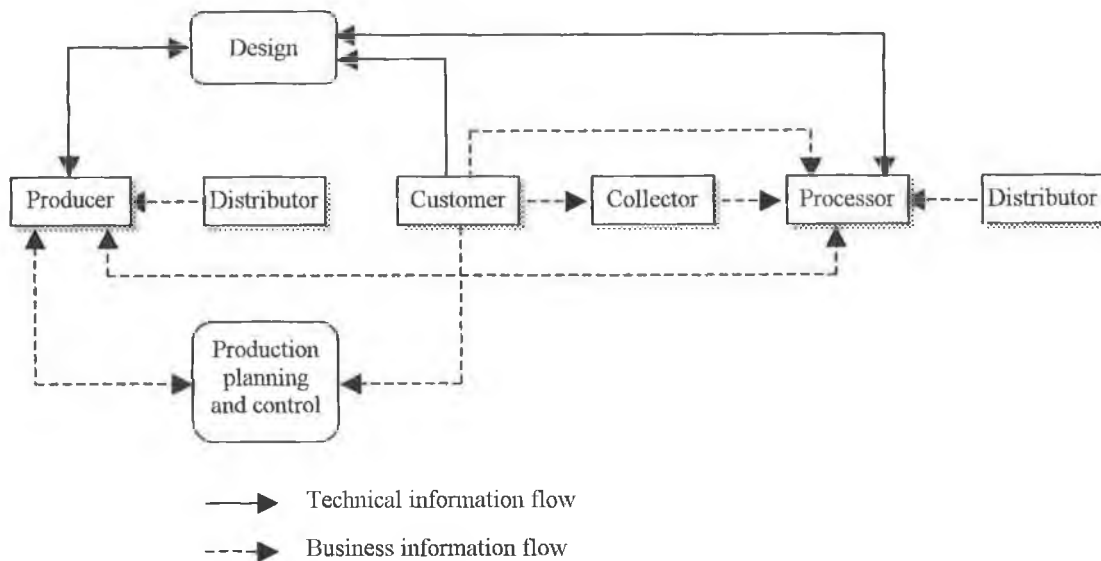 Design
Producer
Distributor
Customer
Collector
Processor
Distributor
Production
planning
and control
Technical information flow
Business information flow